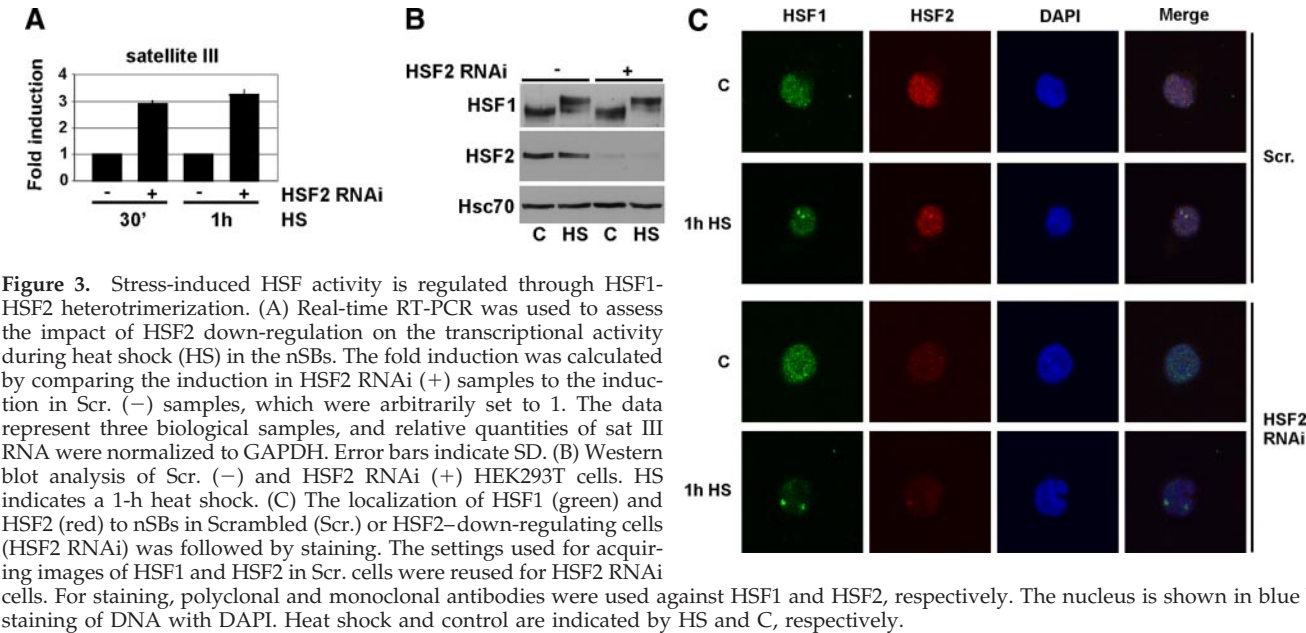 A
satellite III
Fold induction
4
3
2
1
0
- + - + HSF2 RNAi
30’ 1h HS
B
HSF2 RNAi - +
HSF1
HSF2
Hsc70
C HS C HS
C
HSF1 HSF2 DAPI Merge
C
1h HS
Scr.
C
1h HS
HSF2
RNAi
Figure 3. Stress-induced HSF activity is regulated through HSF1-
HSF2 heterotrimerization. (A) Real-time RT-PCR was used to assess
the impact of HSF2 down-regulation on the transcriptional activity
during heat shock (HS) in the nSBs. The fold induction was calculated
by comparing the induction in HSF2 RNAi (+) samples to the induc-
tion in Scr. (−) samples, which were arbitrarily set to 1. The data
represent three biological samples, and relative quantities of sat III
RNA were normalized to GAPDH. Error bars indicate SD. (B) Western
blot analysis of Scr. (−) and HSF2 RNAi (+) HEK293T cells. HS
indicates a 1-h heat shock. (C) The localization of HSF1 (green) and
HSF2 (red) to nSBs in Scrambled (Scr.) or HSF2–down-regulating cells
(HSF2 RNAi) was followed by staining. The settings used for acquir-
ing images of HSF1 and HSF2 in Scr. cells were reused for HSF2 RNAi
cells. For staining, polyclonal and monoclonal antibodies were used against HSF1 and HSF2, respectively. The nucleus is shown in blue
staining of DNA with DAPI. Heat shock and control are indicated by HS and C, respectively.